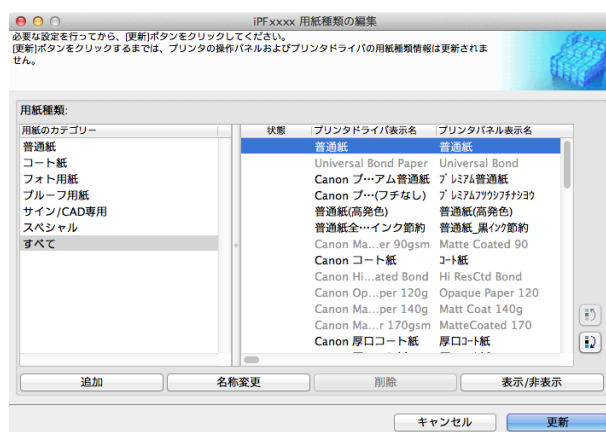 iPFxxxx 用紙種類の編集
必要な設定を行ってから、[更新]ボタンをクリックしてください。
[更新]ボタンをクリックするまでは、プリンタの操作パネルおよびプリンタドライバの用紙種類情報は更新されま
せん。
用紙種類:
用紙のカテゴリー
普通紙
コート紙
フォト用紙
プルーフ用紙
サイン/CAD専用
スペシャル
すべて
状態 プリンタドライバ表示名 プリンタパネル表示名
普通紙 普通紙
Universal Bond Paper Universal Bond
Canon プ…アム普通紙 ﾌﾟﾚﾐｱﾑ普通紙
Canon プ…(フチなし) ﾌﾟﾚﾐｱﾑﾌﾂｳｼﾌﾁﾅｼﾖｳ
普通紙(高発色) 普通紙(高発色)
普通紙全…インク節約 普通紙_黒ｲﾝｸ節約
Canon Ma…er 90gsm Matte Coated 90
Canon コート紙 ｺｰﾄ紙
Canon Hi…ated Bond Hi ResCtd Bond
Canon Op…per 120g Opaque Paper 120
Canon Ma…per 140g Matt Coat 140g
Canon Ma…r 170gsm MatteCoated 170
Canon 厚口コート紙 厚口ｺｰﾄ紙
追加 名称変更 削除 表示/非表示
キャンセル 更新